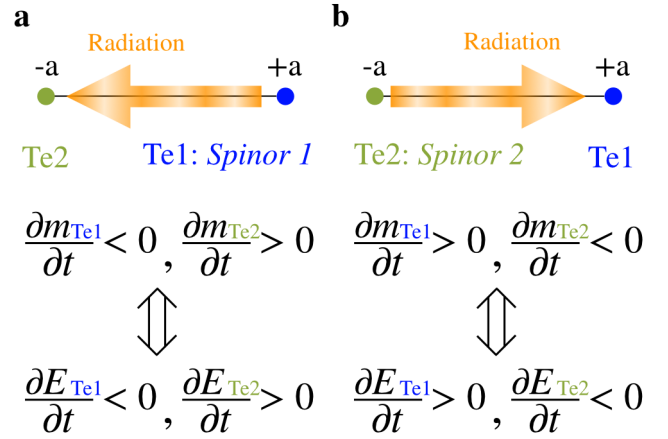 a
Radiation
-a +a
Te2 Te1: Spinor 1
∂m_Te1/∂t < 0 , ∂m_Te2/∂t > 0
∂E_Te1/∂t < 0 , ∂E_Te2/∂t > 0
b
Radiation
-a +a
Te2: Spinor 2 Te1
∂m_Te1/∂t > 0 , ∂m_Te2/∂t < 0
∂E_Te1/∂t > 0 , ∂E_Te2/∂t < 0